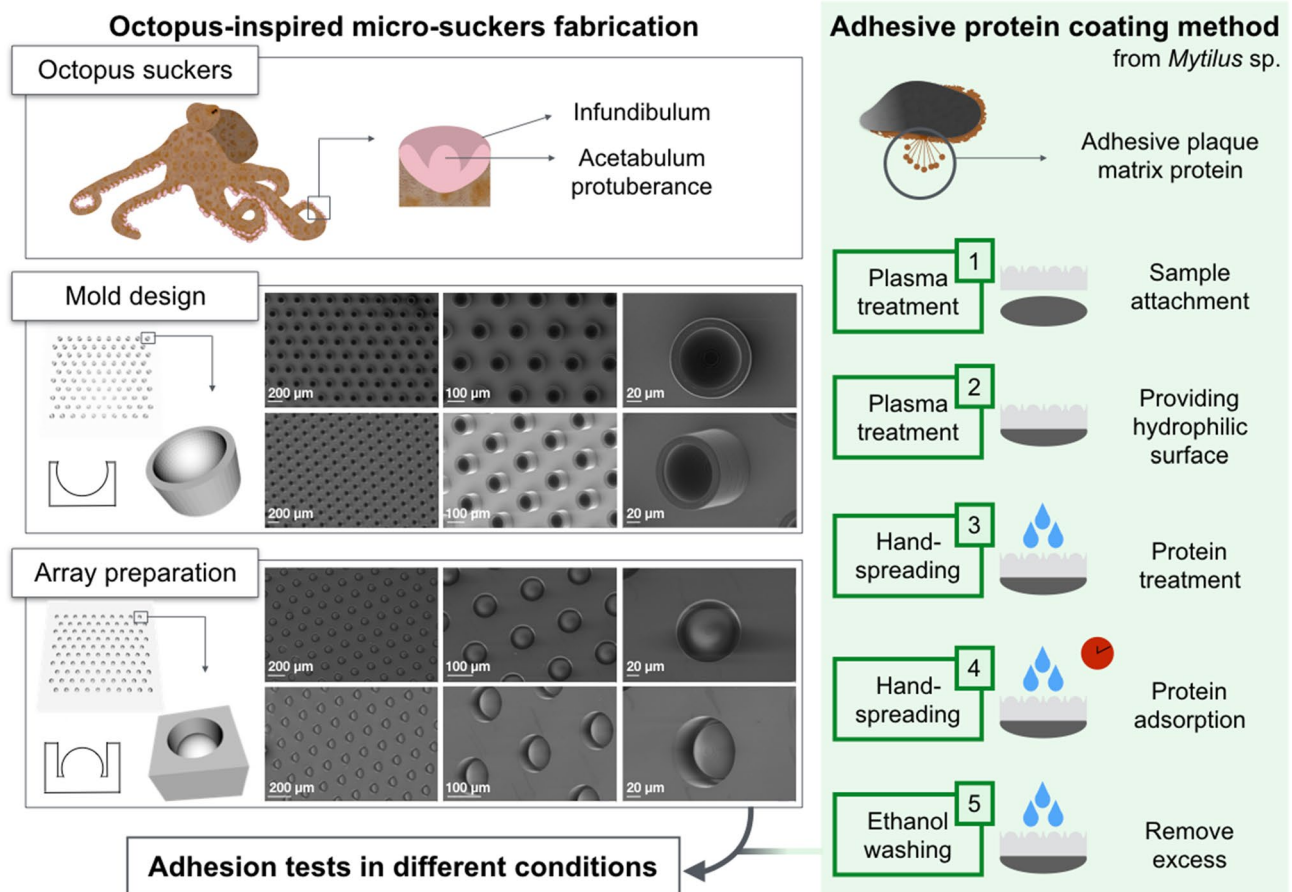 Octopus-inspired micro-suckers fabrication
Octopus suckers
Infundibulum
Acetabulum
protuberance
Mold design
200 µm
100 µm
20 µm
200 µm
100 µm
20 µm
Array preparation
200 µm
100 µm
20 µm
200 µm
100 µm
20 µm
Adhesion tests in different conditions
Adhesive protein coating method
from Mytilus sp.
Adhesive plaque
matrix protein
1
Plasma
treatment
Sample
attachment
2
Plasma
treatment
Providing
hydrophilic
surface
3
Hand-
spreading
Protein
treatment
4
Hand-
spreading
Protein
adsorption
5
Ethanol
washing
Remove
excess